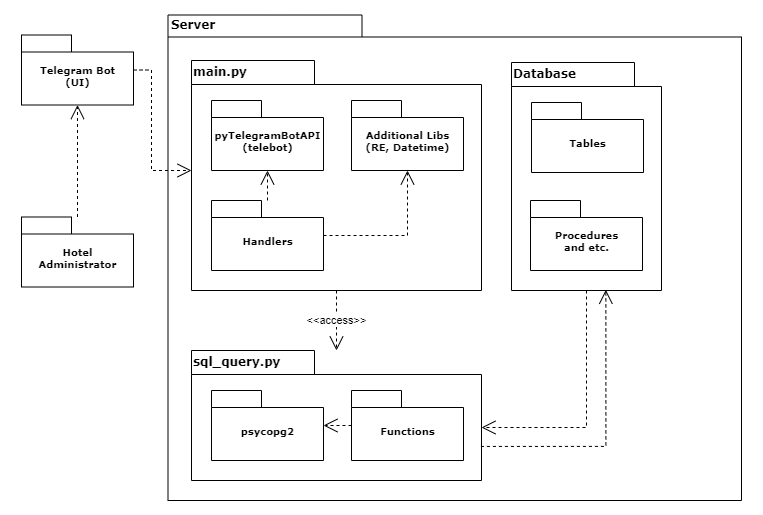 Server
Telegram Bot
(UI)
main.py
Database
pyTelegramBotAPI
(telebot)
Additional Libs
(RE, Datetime)
Tables
Handlers
Procedures
and etc.
Hotel
Administrator
<<access>>
sql_query.py
psycopg2
Functions